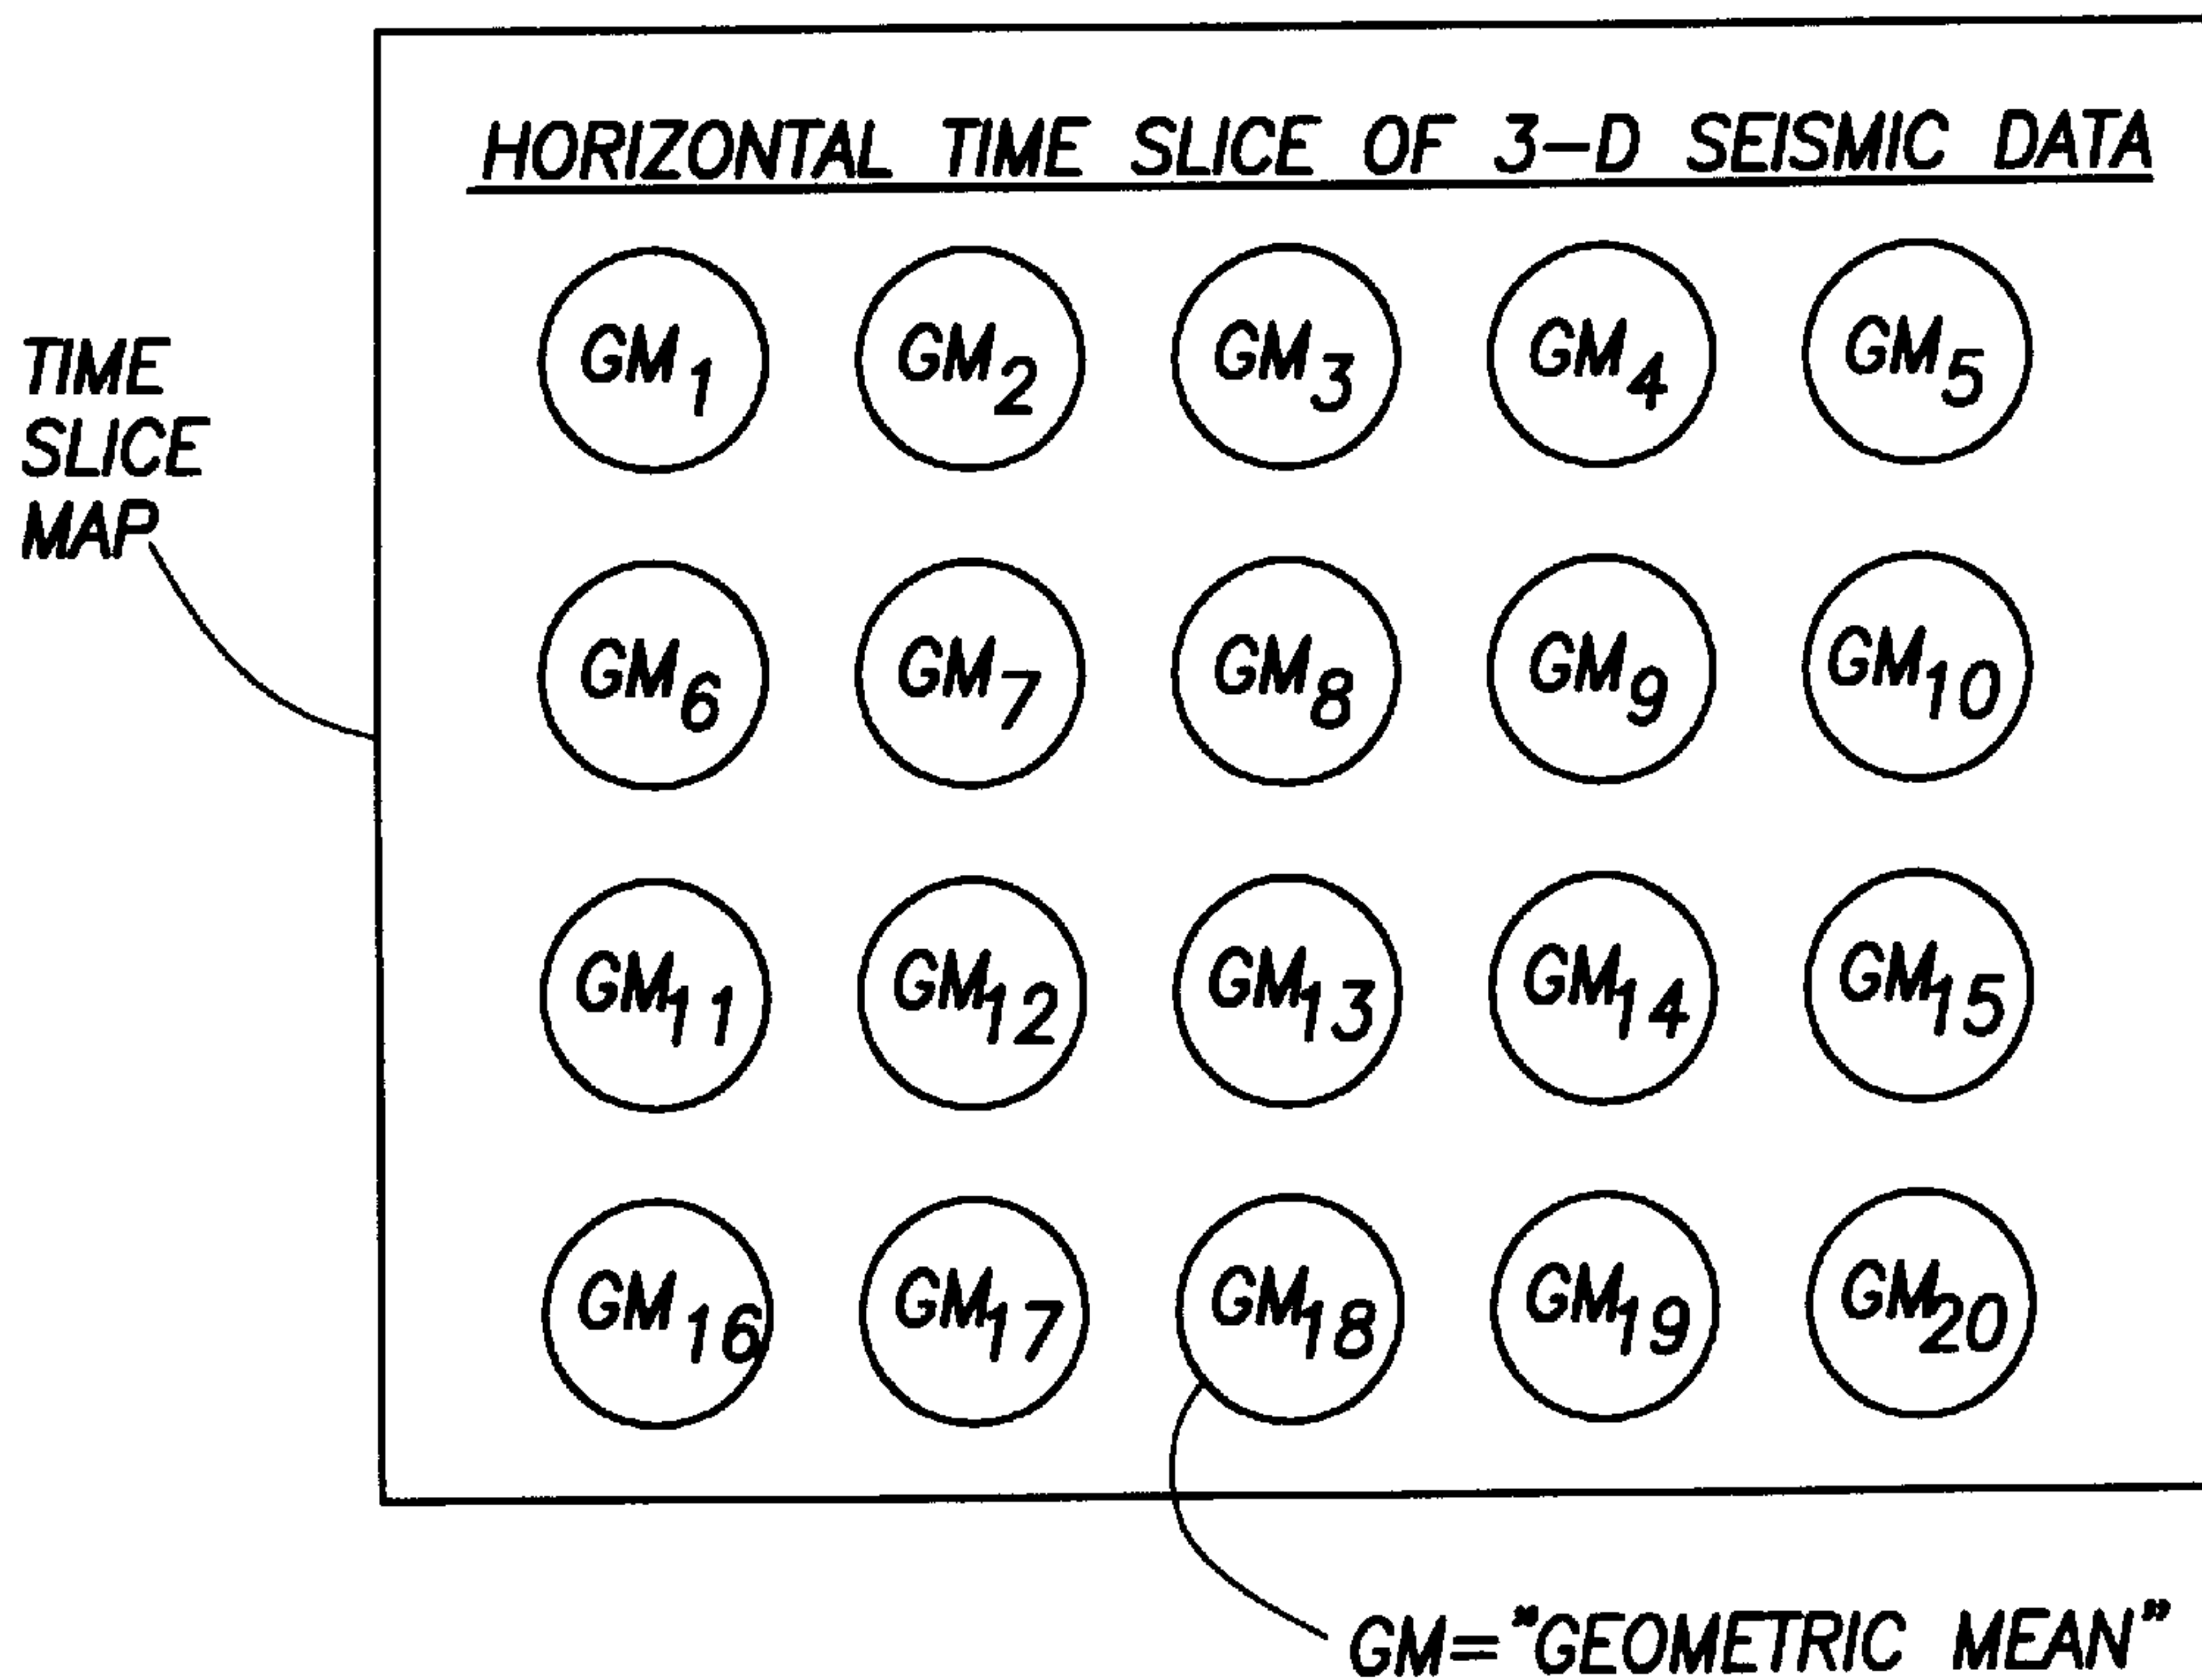 HORIZONTAL TIME SLICE OF 3-D SEISMIC DATA
TIME
SLICE
MAP
GM1 GM2 GM3 GM4 GM5
GM6 GM7 GM8 GM9 GM10
GM11 GM12 GM13 GM14 GM15
GM16 GM17 GM18 GM19 GM20
GM="GEOMETRIC MEAN"